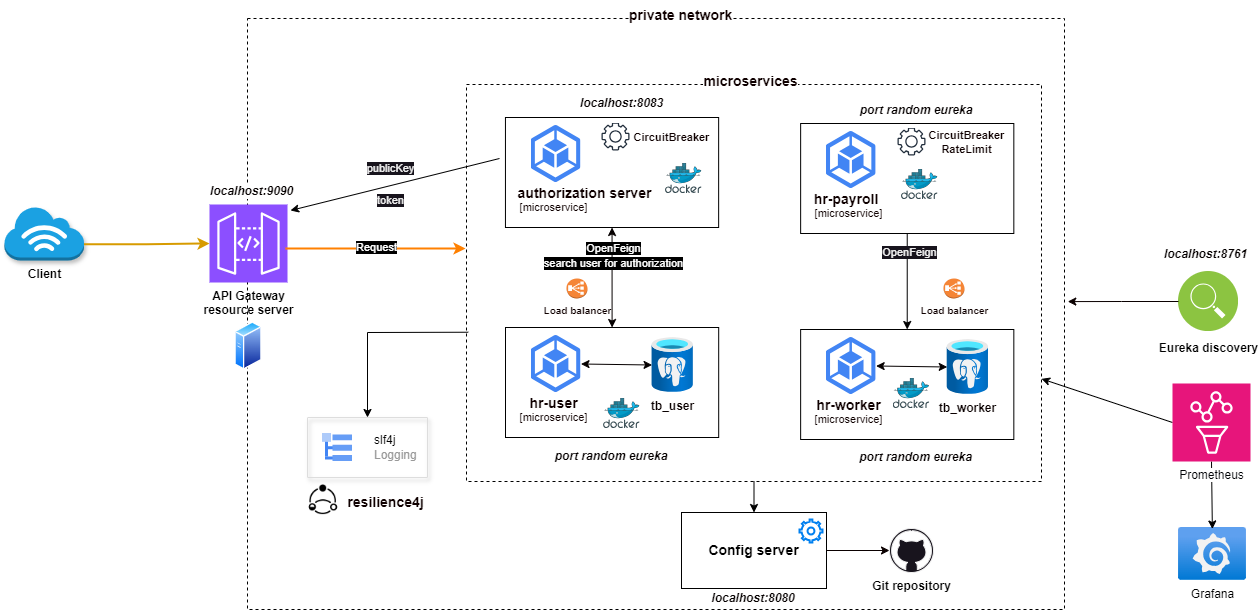 private network
microservices
localhost:8083
port random eureka
CircuitBreaker
docker
authorization server
[microservice]
CircuitBreaker
RateLimit
docker
hr-payroll
[microservice]
publicKey
token
localhost:9090
Client
Request
API Gateway
resource server
OpenFeign
search user for authorization
Load balancer
OpenFeign
Load balancer
localhost:8761
Eureka discovery
hr-user
[microservice]
docker
tb_user
port random eureka
hr-worker
[microservice]
docker
tb_worker
port random eureka
slf4j
Logging
resilience4j
Config server
localhost:8080
Git repository
Prometheus
Grafana